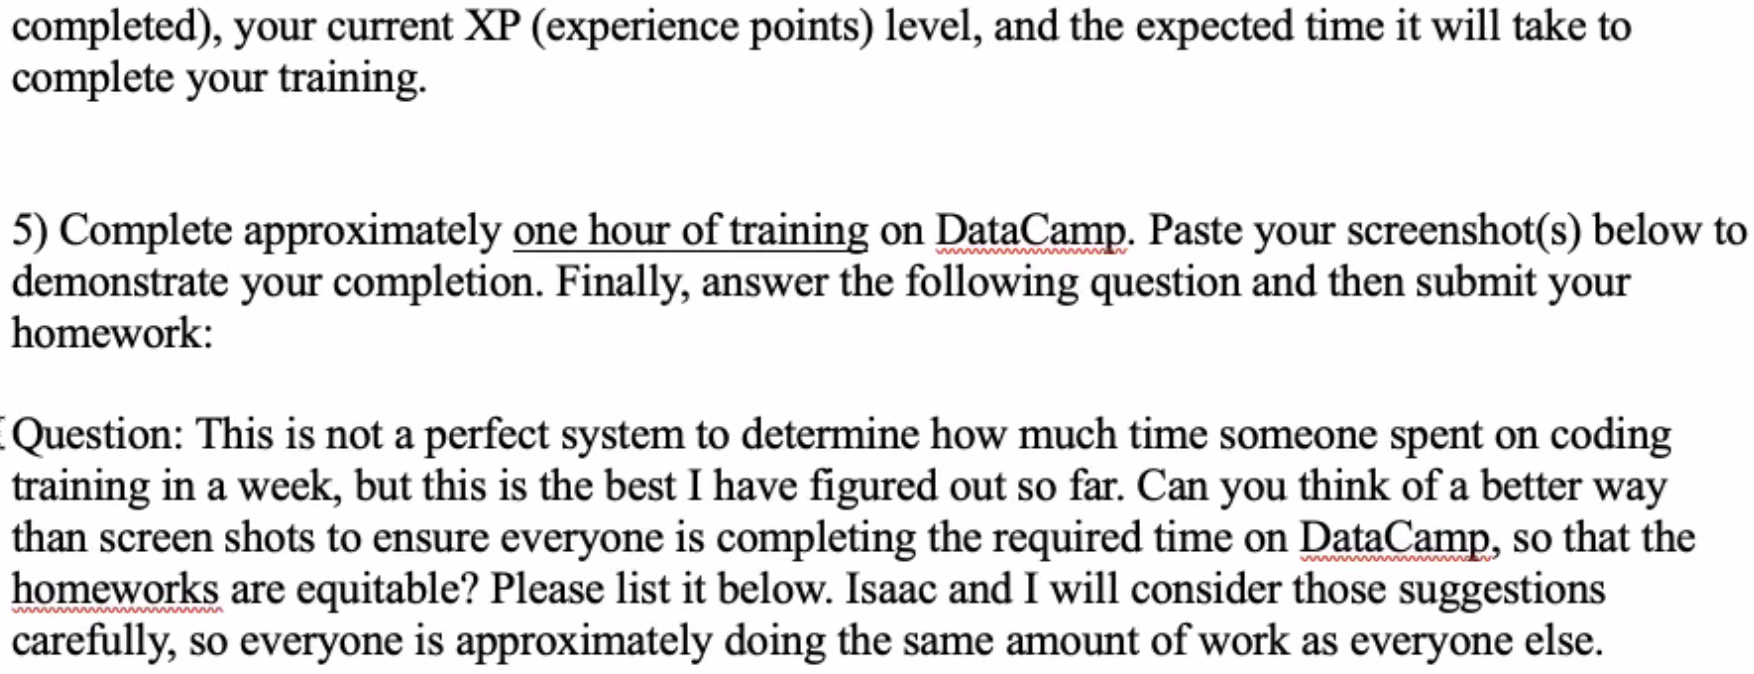 completed), your current XP (experience points) level, and the expected time it will take to
complete your training.
5) Complete approximately one hour of training on DataCamp. Paste your screenshot(s) below to
demonstrate your completion. Finally, answer the following question and then submit your
homework:
Question: This is not a perfect system to determine how much time someone spent on coding
training in a week, but this is the best I have figured out so far. Can you think of a better way
than screen shots to ensure everyone is completing the required time on DataCamp, so that the
homeworks are equitable? Please list it below. Isaac and I will consider those suggestions
carefully, so everyone is approximately doing the same amount of work as everyone else.